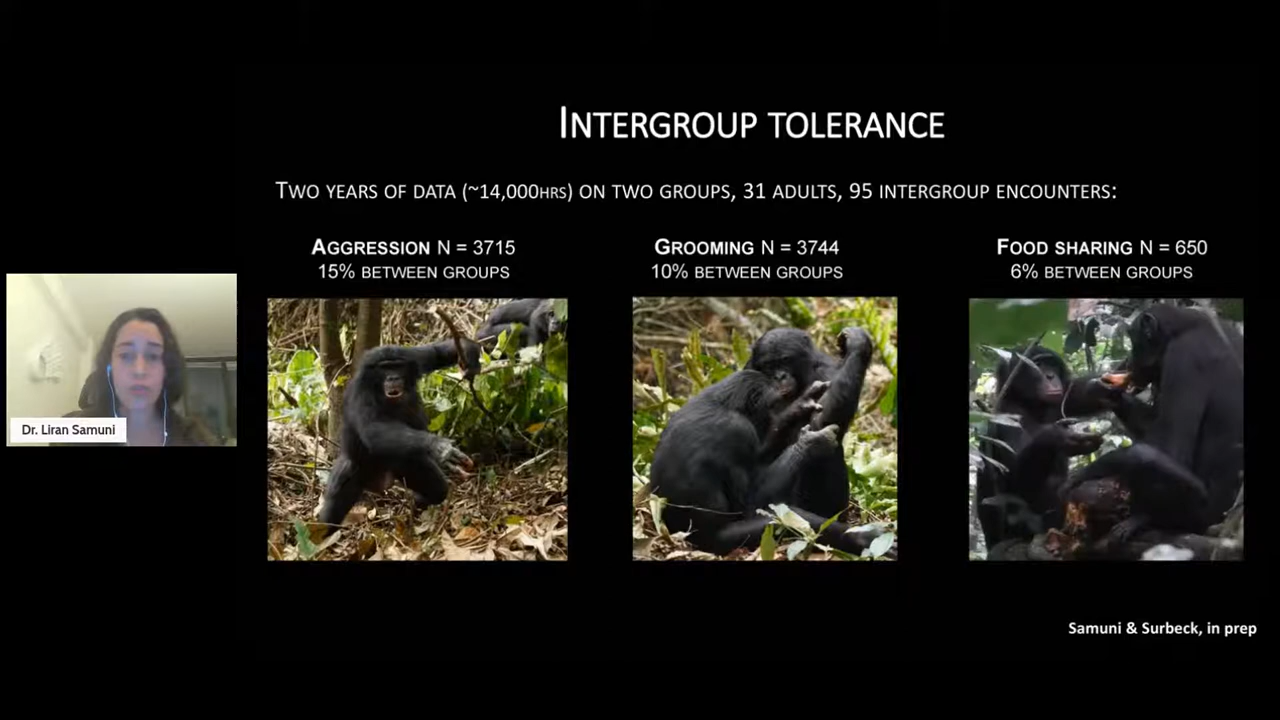 INTERGROUP TOLERANCE
TWO YEARS OF DATA (~14,000HRS) ON TWO GROUPS, 31 ADULTS, 95 INTERGROUP ENCOUNTERS:
AGGRESSION N = 3715
15% BETWEEN GROUPS
GROOMING N = 3744
10% BETWEEN GROUPS
FOOD SHARING N = 650
6% BETWEEN GROUPS
Dr. Liran Samuni
Samuni & Surbeck, in prep